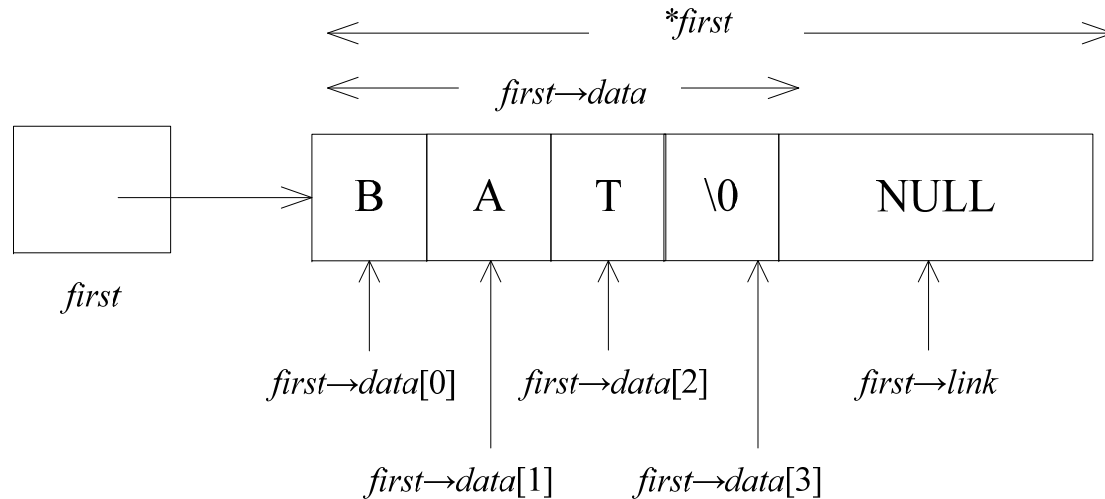 *first
first→data
B A T \0 NULL
first
first→data[0] first→data[2] first→link
first→data[1] first→data[3]